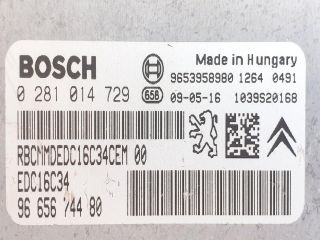 BOSCH
Made in Hungary
9653958980 1264 0491
0 281 014 729 658 09-05-16 1039S20168
RBCNMDEDC16C34CEM 00
EDC16C34
96 656 744 80